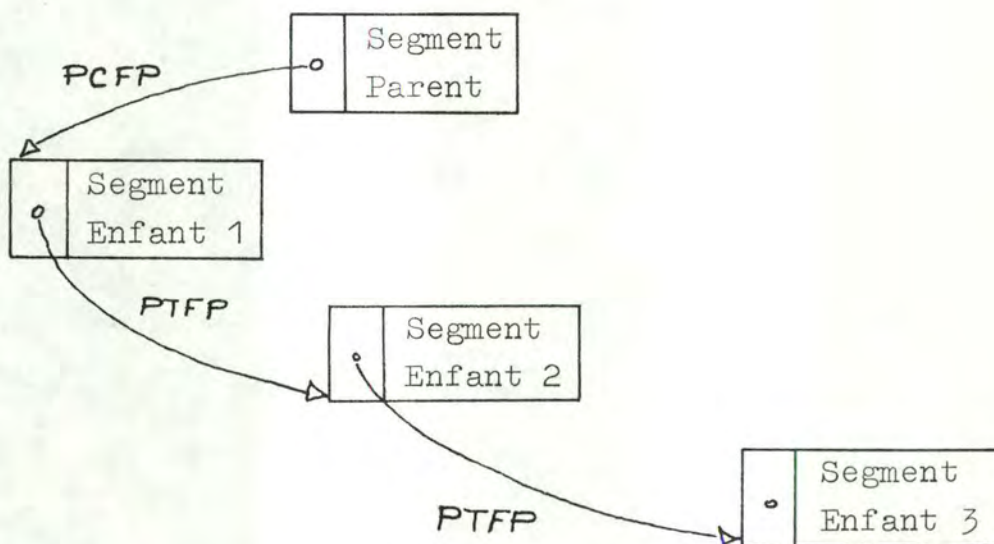 Segment
Parent
PCFP
Segment
Enfant 1
PTFP
Segment
Enfant 2
PTFP
Segment
Enfant 3